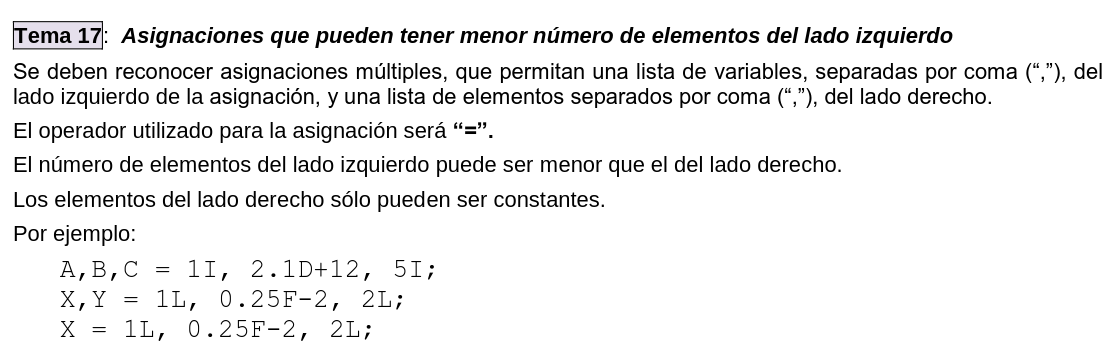 Tema 17: Asignaciones que pueden tener menor número de elementos del lado izquierdo
Se deben reconocer asignaciones múltiples, que permitan una lista de variables, separadas por coma (“,”), del
lado izquierdo de la asignación, y una lista de elementos separados por coma (“,”), del lado derecho.
El operador utilizado para la asignación será “=”.
El número de elementos del lado izquierdo puede ser menor que el del lado derecho.
Los elementos del lado derecho sólo pueden ser constantes.
Por ejemplo:
A,B,C = 1I, 2.1D+12, 5I;
X,Y = 1L, 0.25F-2, 2L;
X = 1L, 0.25F-2, 2L;